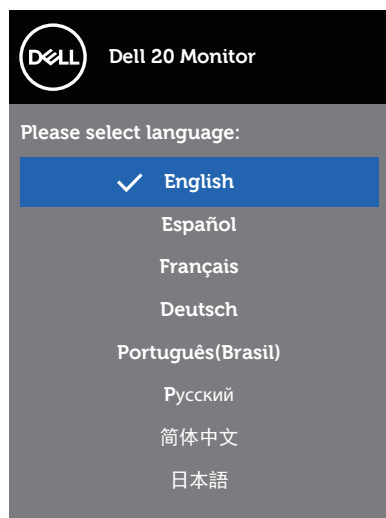 DELL
Dell 20 Monitor
Please select language:
English
Español
Français
Deutsch
Português(Brasil)
Русский
简体中文
日本語